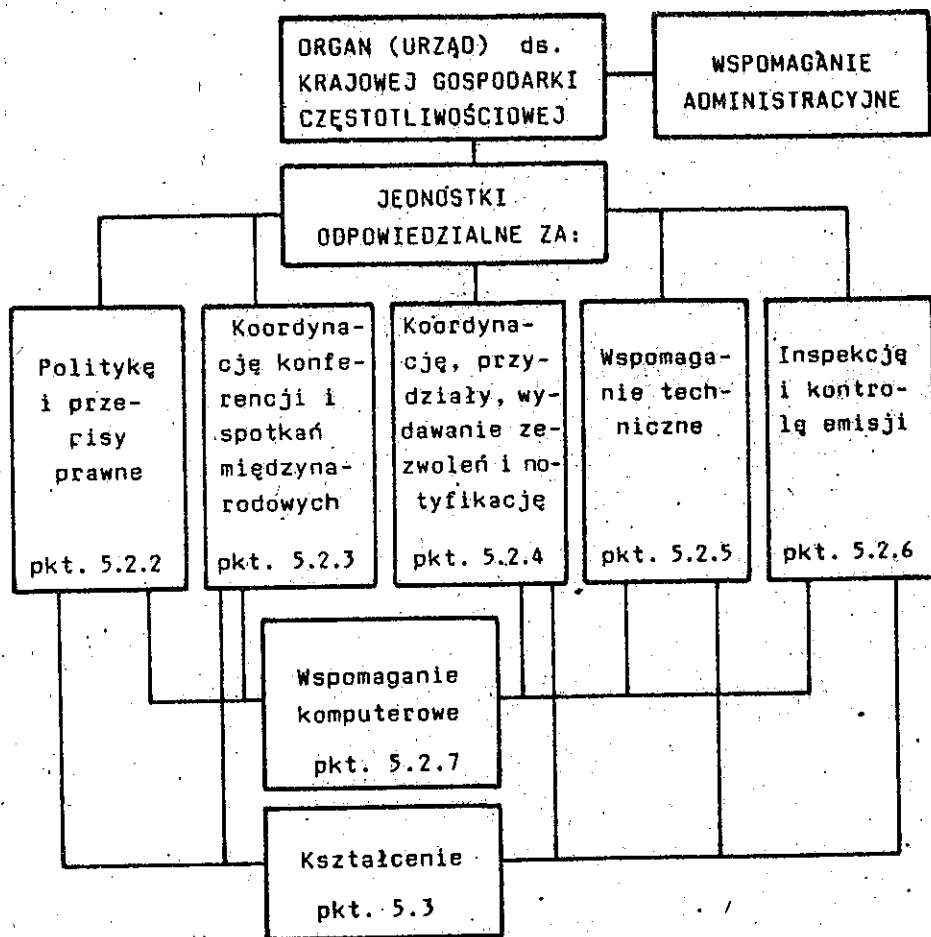 ORGAN (URZĄD) ds.
KRAJOWEJ GOSPODARKI
CZĘSTOTLIWOŚCIOWEJ
WSPOMAGANIE
ADMINISTRACYJNE
JEDNOSTKI
ODPOWIEDZIALNE ZA:
Politykę
i prze-
pisy
prawne
pkt. 5.2.2
Koordyna-
cję konfe-
rencji i
spotkań
międzyna-
rodowych
pkt. 5.2.3
Koordyna-
cję, przy-
działy, wy-
dawanie ze-
zwoleń i no-
tyfikację
pkt. 5.2.4
Wspomaga-
nie tech-
niczne
pkt. 5.2.5
Inspekcję
i kontro-
lę emisji
pkt. 5.2.6
Wspomaganie
komputerowe
pkt. 5.2.7
Kształcenie
pkt. 5.3